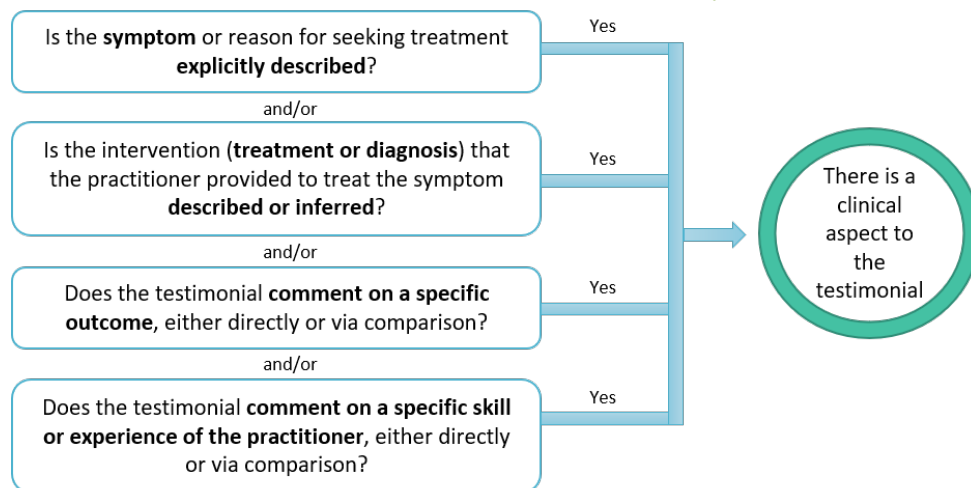 Is the symptom or reason for seeking treatment
explicitly described?
Yes
and/or
Is the intervention (treatment or diagnosis) that
the practitioner provided to treat the symptom
described or inferred?
Yes
and/or
Does the testimonial comment on a specific
outcome, either directly or via comparison?
Yes
and/or
Does the testimonial comment on a specific skill
or experience of the practitioner, either directly
or via comparison?
Yes
There is a
clinical
aspect to
the
testimonial